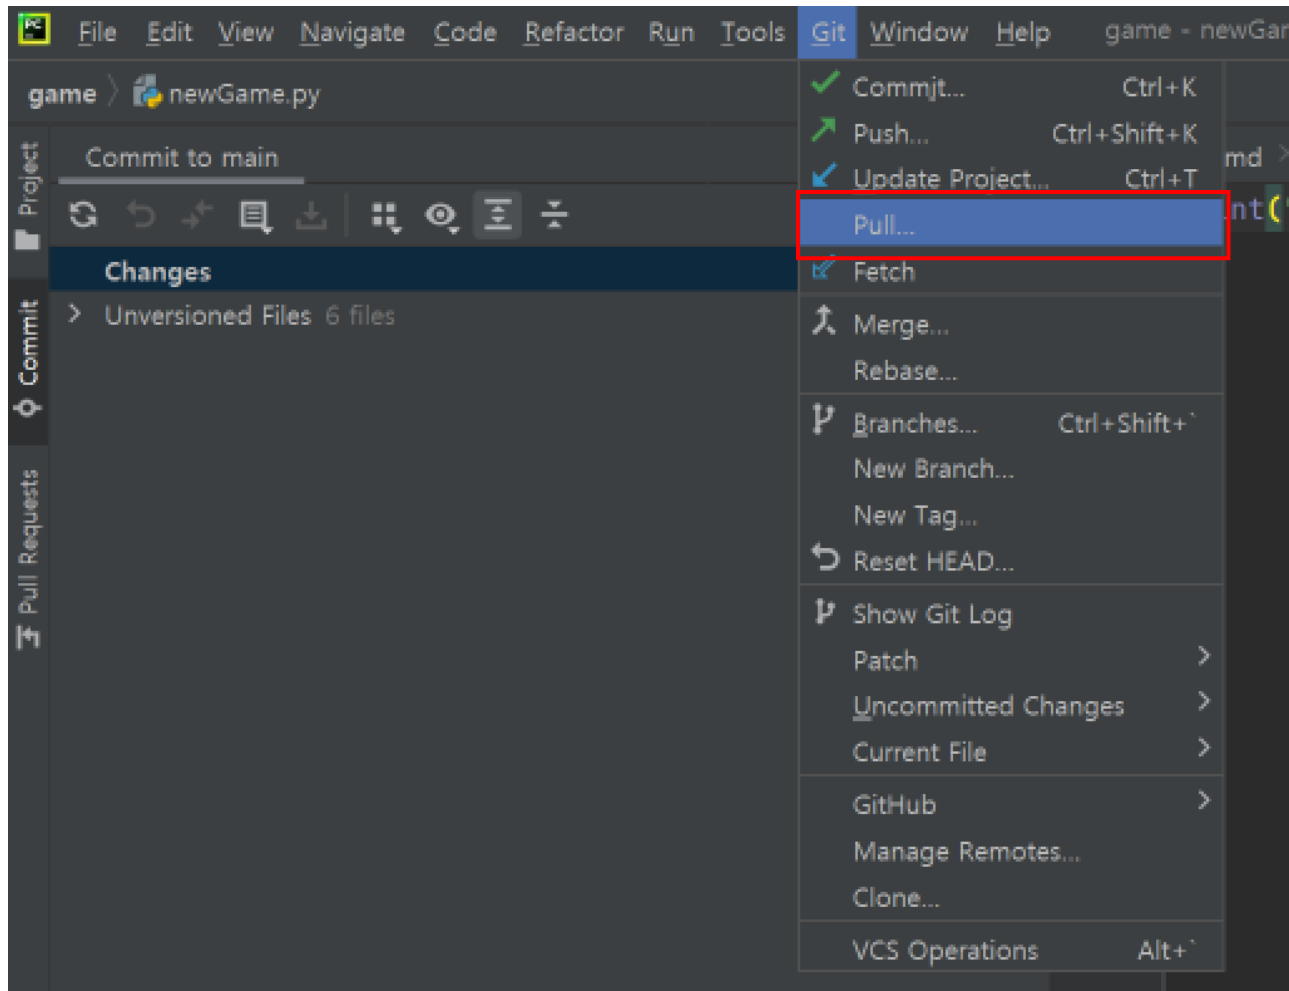 PC
File Edit View Navigate Code Refactor Run Tools Git Window Help game - newGar
game newGame.py
Project
Commit
Pull Requests
Commit to main
Changes
Unversioned Files 6 files
Commit... Ctrl+K
Push... Ctrl+Shift+K
Update Project... Ctrl+T
Pull...
Fetch
Merge...
Rebase...
Branches... Ctrl+Shift+`
New Branch...
New Tag...
Reset HEAD...
Show Git Log
Patch
Uncommitted Changes
Current File
GitHub
Manage Remotes...
Clone...
VCS Operations Alt+`
md
nt(